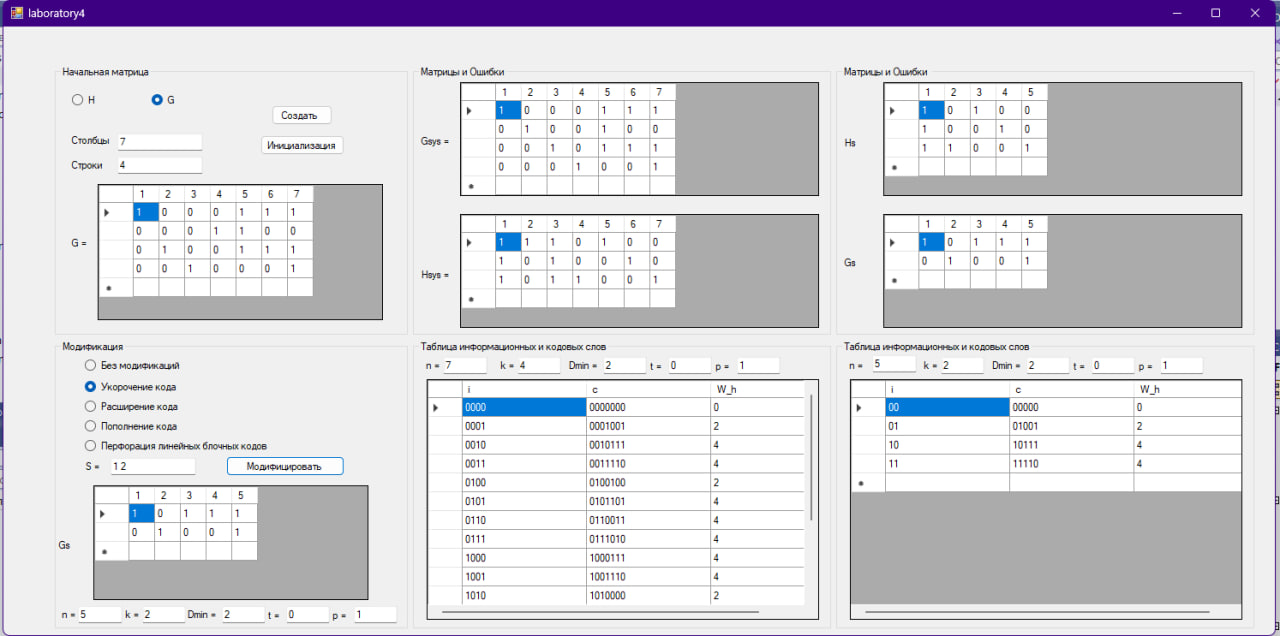 laboratory4
Начальная матрица
H G
Создать
Столбцы 7
Инициализация
Строки 4
G =
1 2 3 4 5 6 7
1 0 0 0 1 1 1
0 0 0 1 1 0 0
0 1 0 0 1 1 1
0 0 1 0 0 0 1
Матрицы и Ошибки
Gsys =
1 2 3 4 5 6 7
1 0 0 0 1 1 1
0 1 0 0 1 0 0
0 0 1 0 1 1 1
0 0 0 1 0 0 1
Hsys =
1 2 3 4 5 6 7
1 1 1 0 1 0 0
1 0 1 0 0 1 0
1 0 1 1 0 0 1
Матрицы и Ошибки
Hs
1 2 3 4 5
1 0 1 0 0
1 0 0 1 0
1 1 0 0 1
Gs
1 2 3 4 5
1 0 1 1 1
0 1 0 0 1
Модификация
Без модификаций
Укорочение кода
Расширение кода
Пополнение кода
Перфорация линейных блочных кодов
S = 1 2 Модифицировать
Gs
1 2 3 4 5
1 0 1 1 1
0 1 0 0 1
n = 5 k = 2 Dmin = 2 t = 0 p = 1
Таблица информационных и кодовых слов
n = 7 k = 4 Dmin = 2 t = 0 p = 1
i c W_h
0000 0000000 0
0001 0001001 2
0010 0010111 4
0011 0011110 4
0100 0100100 2
0101 0101101 4
0110 0110011 4
0111 0111010 4
1000 1000111 4
1001 1001110 4
1010 1010000 2
Таблица информационных и кодовых слов
n = 5 k = 2 Dmin = 2 t = 0 p = 1
i c W_h
00 00000 0
01 01001 2
10 10111 4
11 11110 4